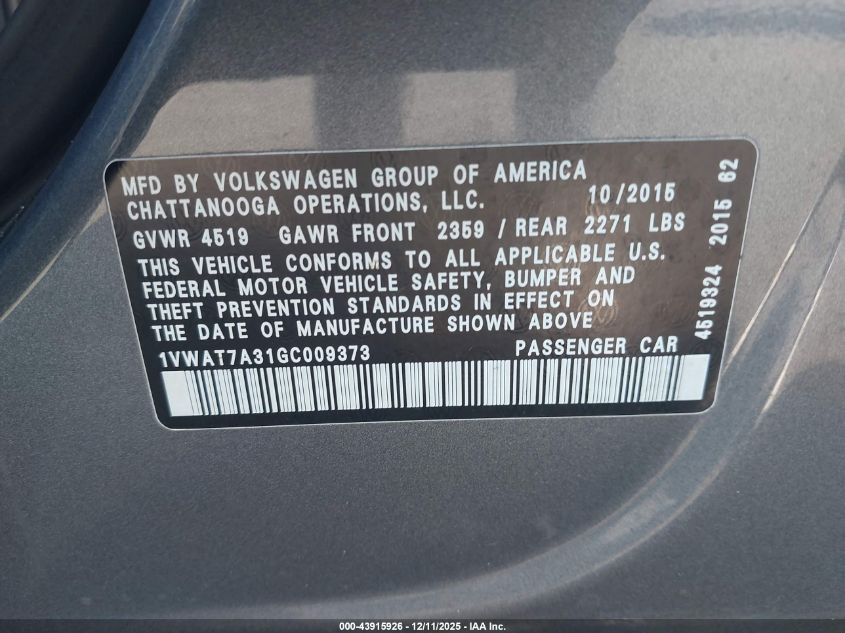 MFD BY VOLKSWAGEN GROUP OF AMERICA
CHATTANOOGA OPERATIONS, LLC. 10/2015
GVWR 4519 GAWR FRONT 2359 / REAR 2271 LBS
THIS VEHICLE CONFORMS TO ALL APPLICABLE U.S.
FEDERAL MOTOR VEHICLE SAFETY, BUMPER AND
THEFT PREVENTION STANDARDS IN EFFECT ON
THE DATE OF MANUFACTURE SHOWN ABOVE
1VWAT7A31GC009373 PASSENGER CAR
4519324 2015 62
000-43915926 - 12/11/2025 - IAA Inc.